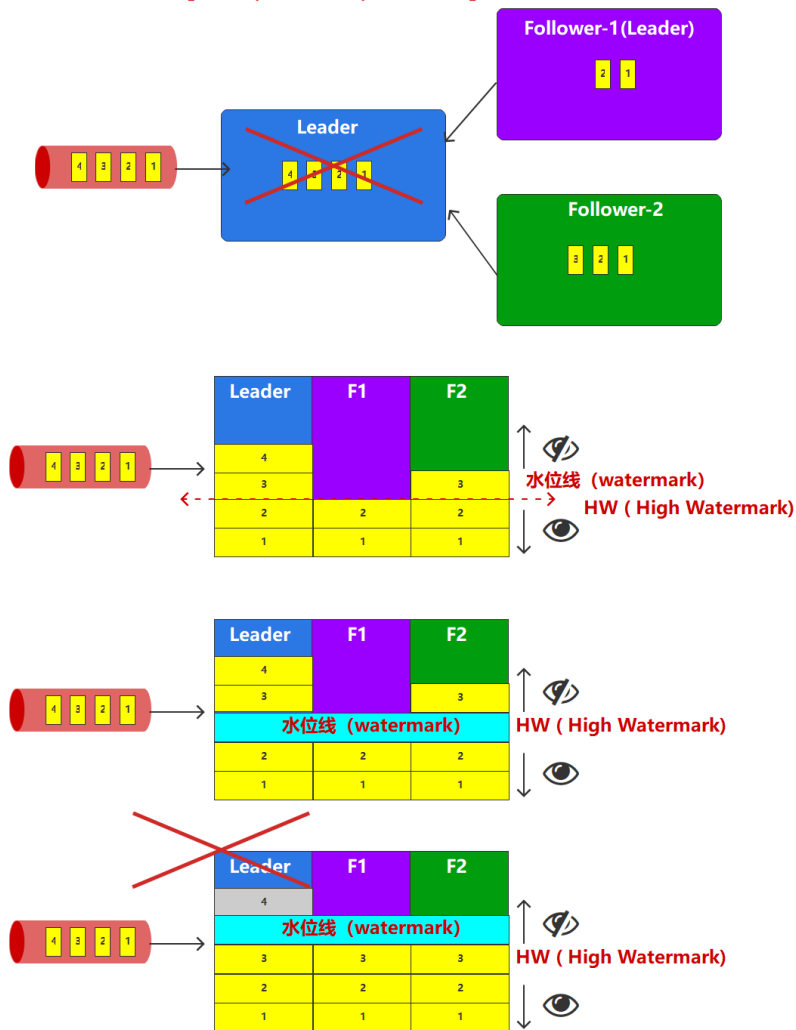 Follower-1(Leader)
2 1
Leader
4 3 2 1
4 2 1
Follower-2
3 2 1
Leader F1 F2
4
4 3 2 1
3 3
水位线（watermark）
HW ( High Watermark)
2 2 2
1 1 1
Leader F1 F2
4
4 3 2 1
3 3
水位线（watermark）
HW ( High Watermark)
2 2 2
1 1 1
Leader F1 F2
4
水位线（watermark）
4 3 2 1
3 3 3
HW ( High Watermark)
2 2 2
1 1 1